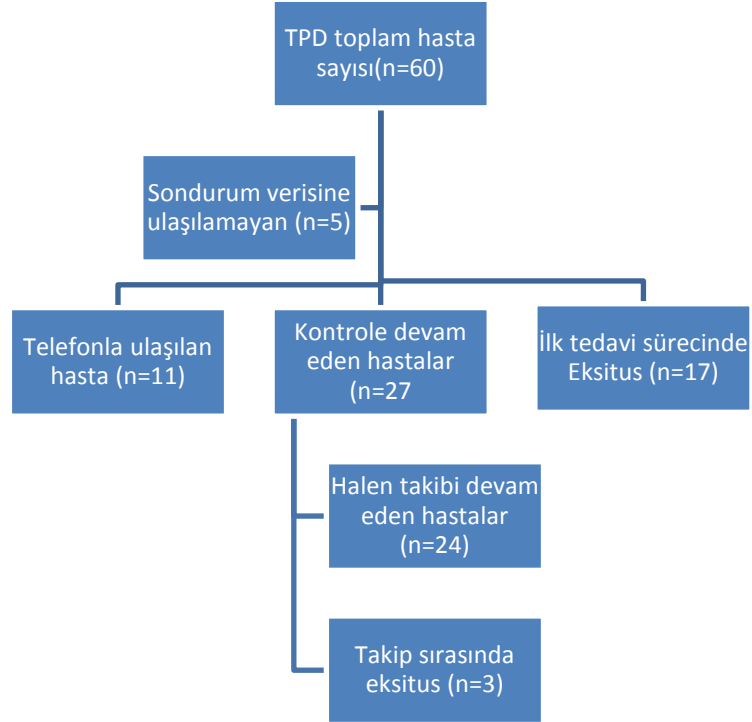 TPD toplam hasta
sayısı(n=60)
Sondurum verisine
ulaşılamayan (n=5)
Telefonla ulaşılan
hasta (n=11)
Kontrole devam
eden hastalar
(n=27
İlk tedavi sürecinde
Eksitus (n=17)
Halen takibi devam
eden hastalar
(n=24)
Takip sırasında
eksitus (n=3)